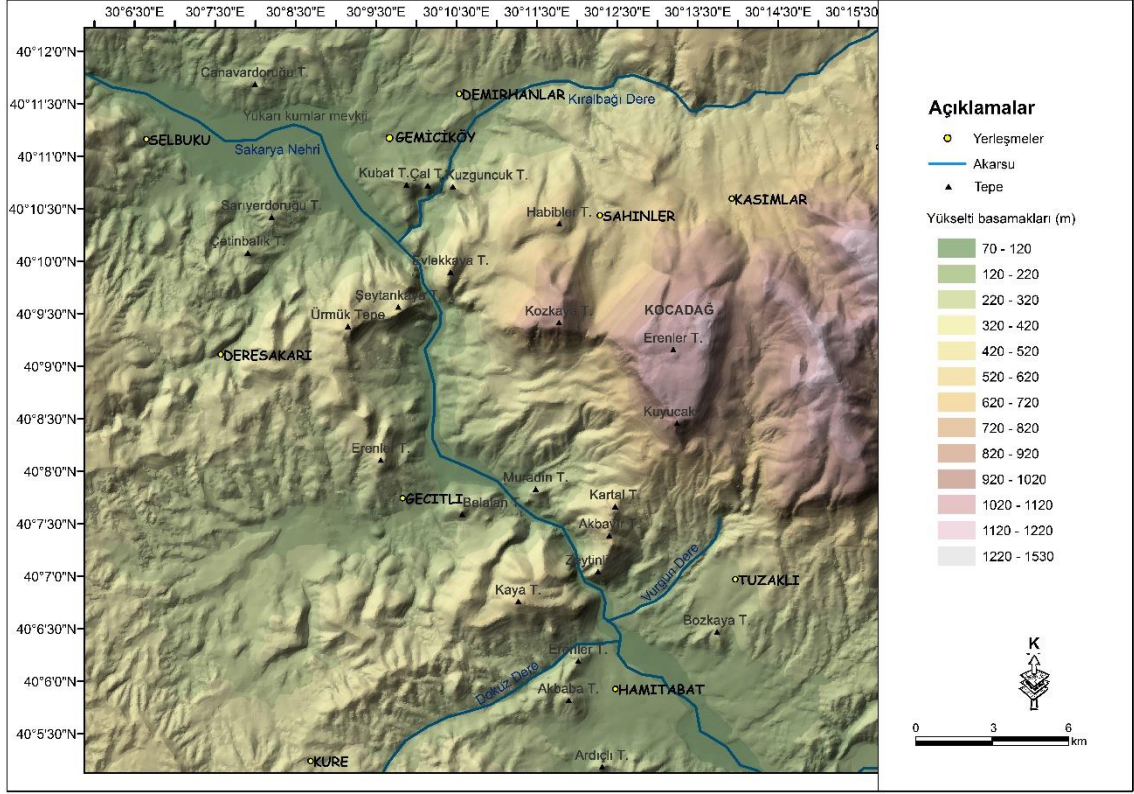 30°6'30"E 30°7'30"E 30°8'30"E 30°9'30"E 30°10'30"E 30°11'30"E 30°12'30"E 30°13'30"E 30°14'30"E 30°15'30
40°12'0"N
40°11'30"N
40°11'0"N
40°10'30"N
40°10'0"N
40°9'30"N
40°9'0"N
40°8'30"N
40°8'0"N
40°7'30"N
40°7'0"N
40°6'30"N
40°6'0"N
40°5'30"N
Canavardoruğu T.
DEMIRHANLAR
Kıralbağı Dere
Yukarı kumlar mevkii
SELBUKU
GEMICIKÖY
Sakarya Nehri
Kubat T.
Çal T.
Kuzguncuk T.
KASIMLAR
Sarıyerdoruğu T.
Habibler T.
SAHINLER
Çetinbalık T.
Evlekkaya T.
Şeytankaya T.
Ürmük Tepe
Kozkaya T.
KOCADAĞ
Erenler T.
DERESAKARI
Kuyucak
Erenler T.
Muradın T.
GECITLI
Belalan T.
Kartal T.
Akbayır T.
Zeytinli
Vurgun Dere
TUZAKLI
Kaya T.
Bozkaya T.
Erenler T.
Dokuz Dere
Akbaba T.
HAMITABAT
Ardıçlı T.
KURE
Açıklamalar
Yerleşmeler
Akarsu
Tepe
Yükselti basamakları (m)
70 - 120
120 - 220
220 - 320
320 - 420
420 - 520
520 - 620
620 - 720
720 - 820
820 - 920
920 - 1020
1020 - 1120
1120 - 1220
1220 - 1530
K
0 3 6
km